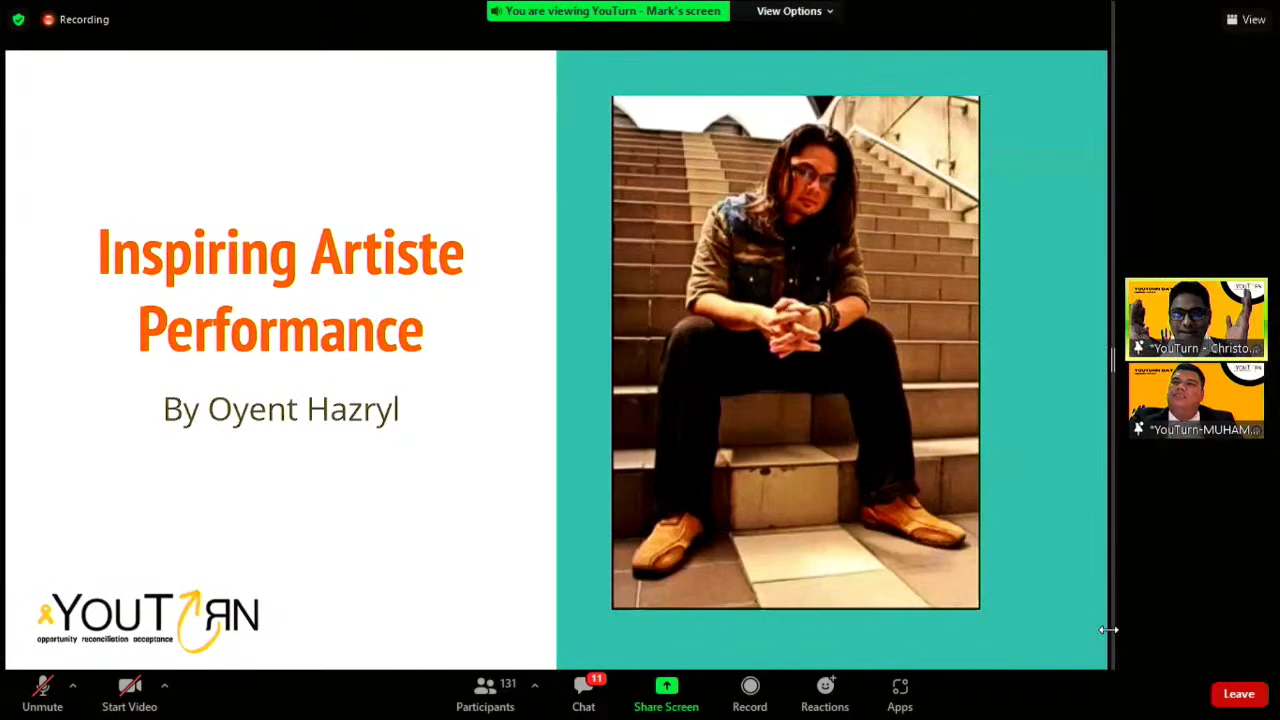 Recording
You are viewing YouTurn - Mark's screen
View Options
View
Inspiring Artiste
Performance
By Oyent Hazryl
YOUTURN
opportunity reconciliation acceptance
*YouTurn - Christo...
*YouTurn-MUHAM...
Unmute
Start Video
131
Participants
11
Chat
Share Screen
Record
Reactions
Apps
Leave